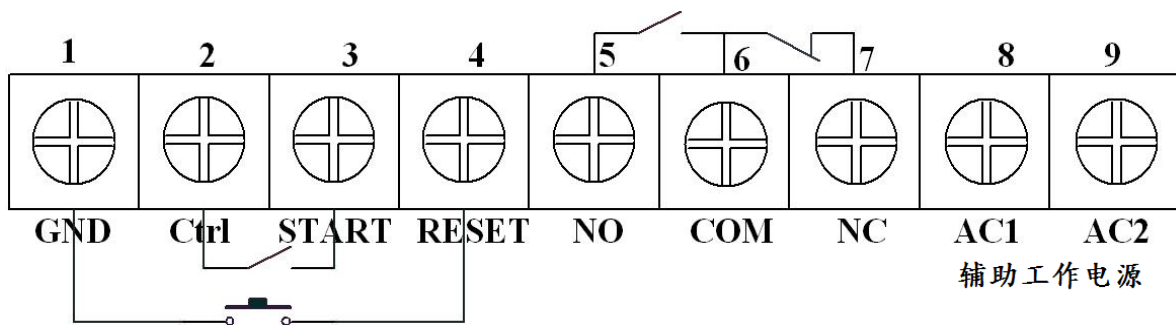 1 2 3 4 5 6 7 8 9
GND Ctrl START RESET NO COM NC AC1 AC2
辅助工作电源